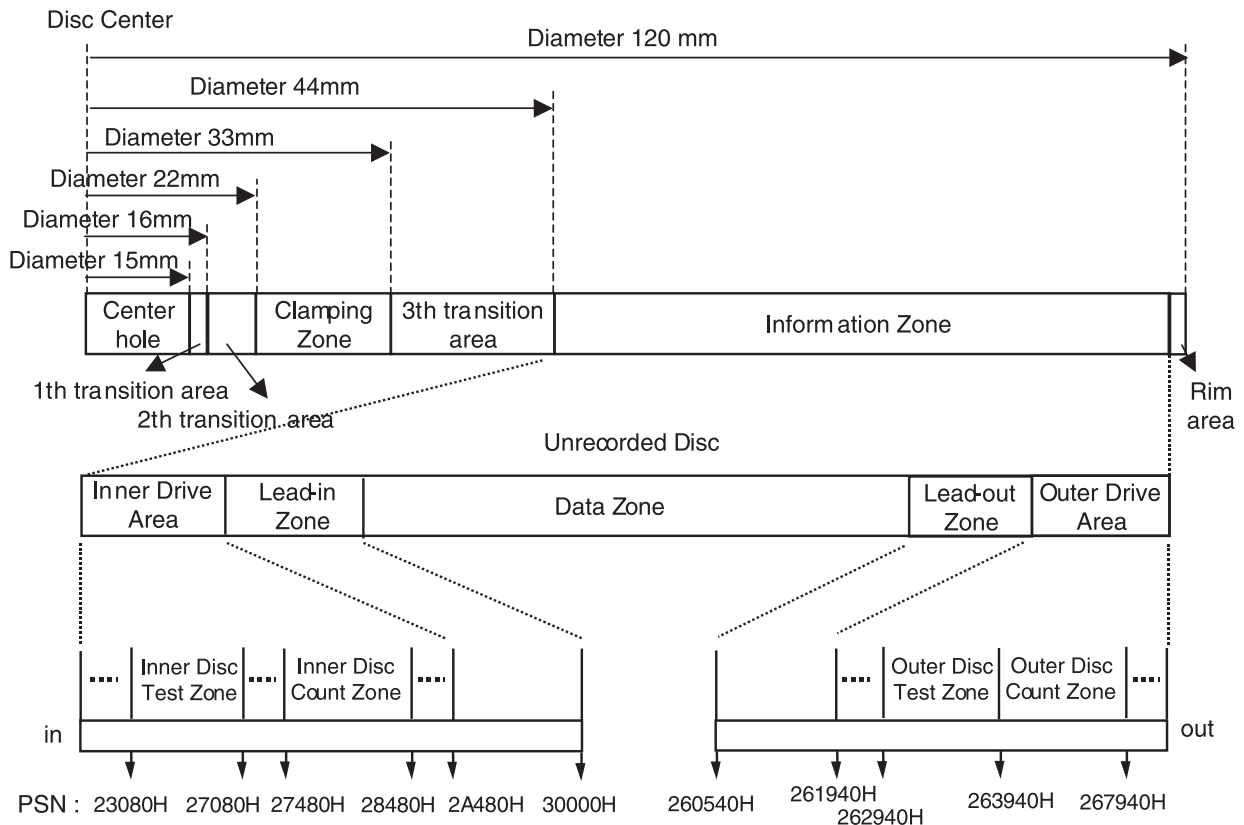 Disc Center
Diameter 120 mm
Diameter 44mm
Diameter 33mm
Diameter 22mm
Diameter 16mm
Diameter 15mm
Center hole
Clamping Zone
3th transition area
Information Zone
1th transition area
2th transition area
Rim area
Unrecorded Disc
Inner Drive Area
Lead-in Zone
Data Zone
Lead-out Zone
Outer Drive Area
Inner Disc Test Zone
Inner Disc Count Zone
Outer Disc Test Zone
Outer Disc Count Zone
in
out
PSN : 23080H 27080H 27480H 28480H 2A480H 30000H 260540H 261940H 262940H 263940H 267940H